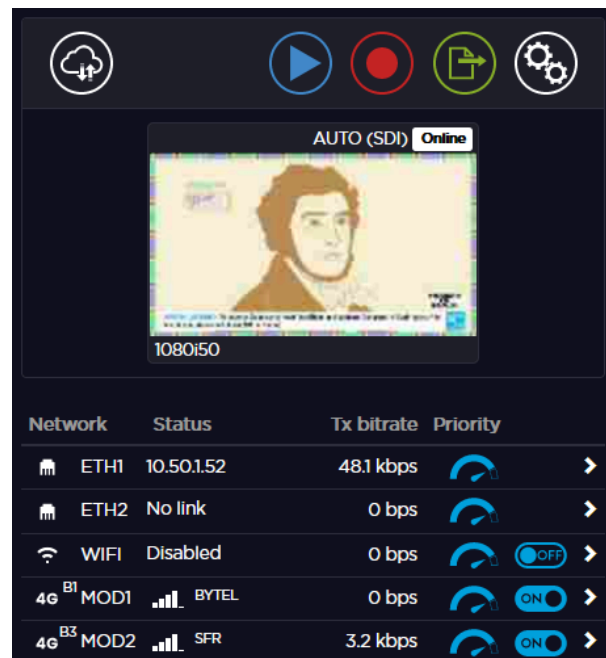 AUTO (SDI) Online
1080i50
Network Status Tx bitrate Priority
ETH1 10.50.1.52 48.1 kbps
ETH2 No link 0 bps
WIFI Disabled 0 bps OFF
4G B1 MOD1 BYTEL 0 bps ON
4G B3 MOD2 SFR 3.2 kbps ON